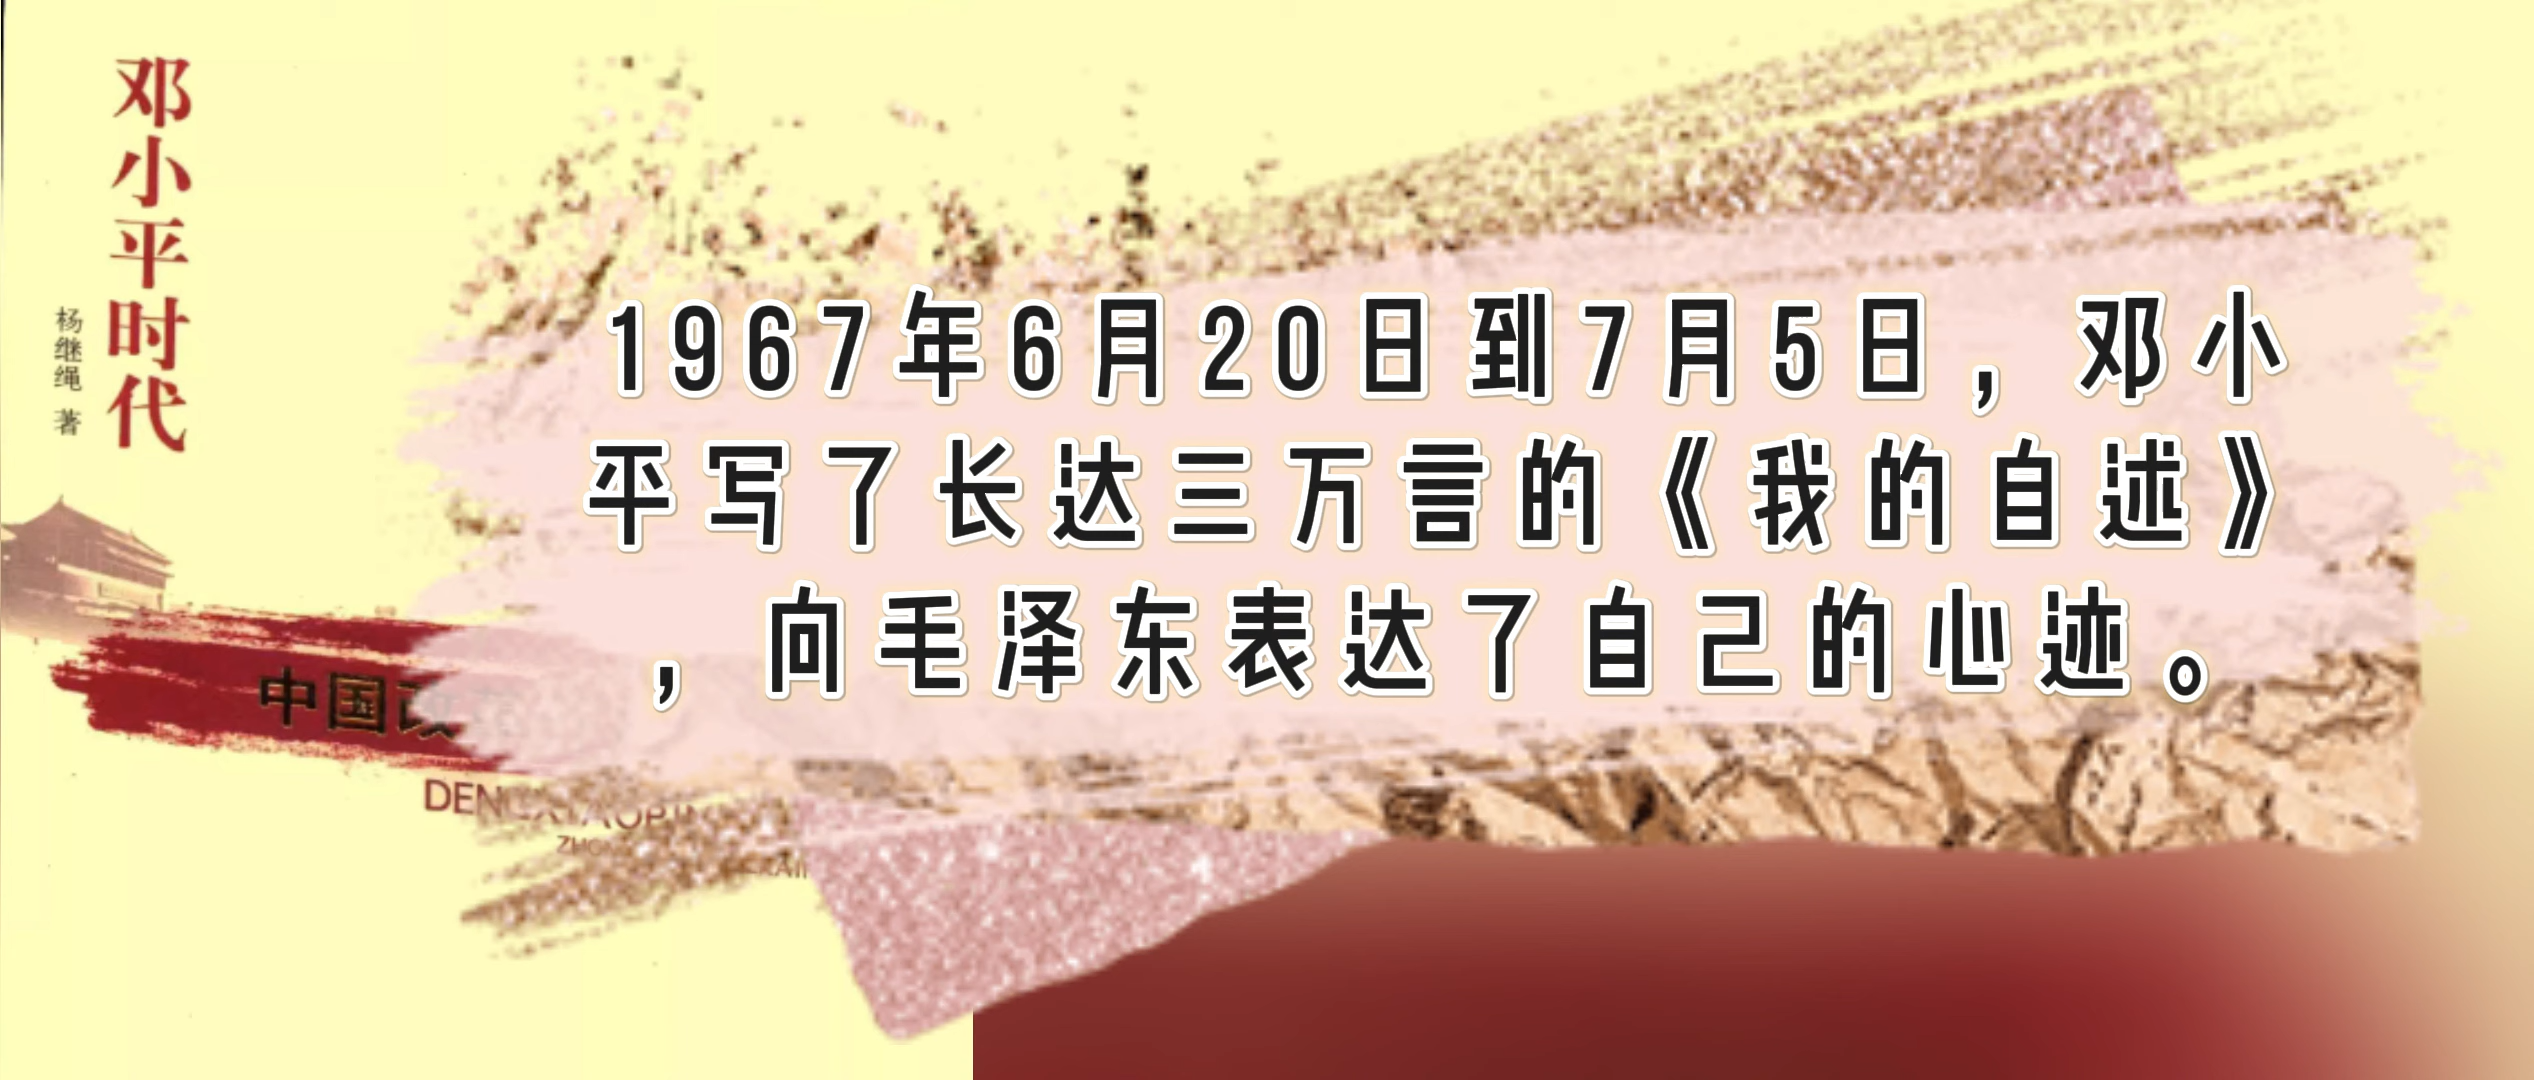 邓小平时代
杨继绳 著
1967年6月20日到7月5日，邓小
平写了长达三万言的《我的自述》
，向毛泽东表达了自己的心迹。
中国改
DENGXIAOPIN